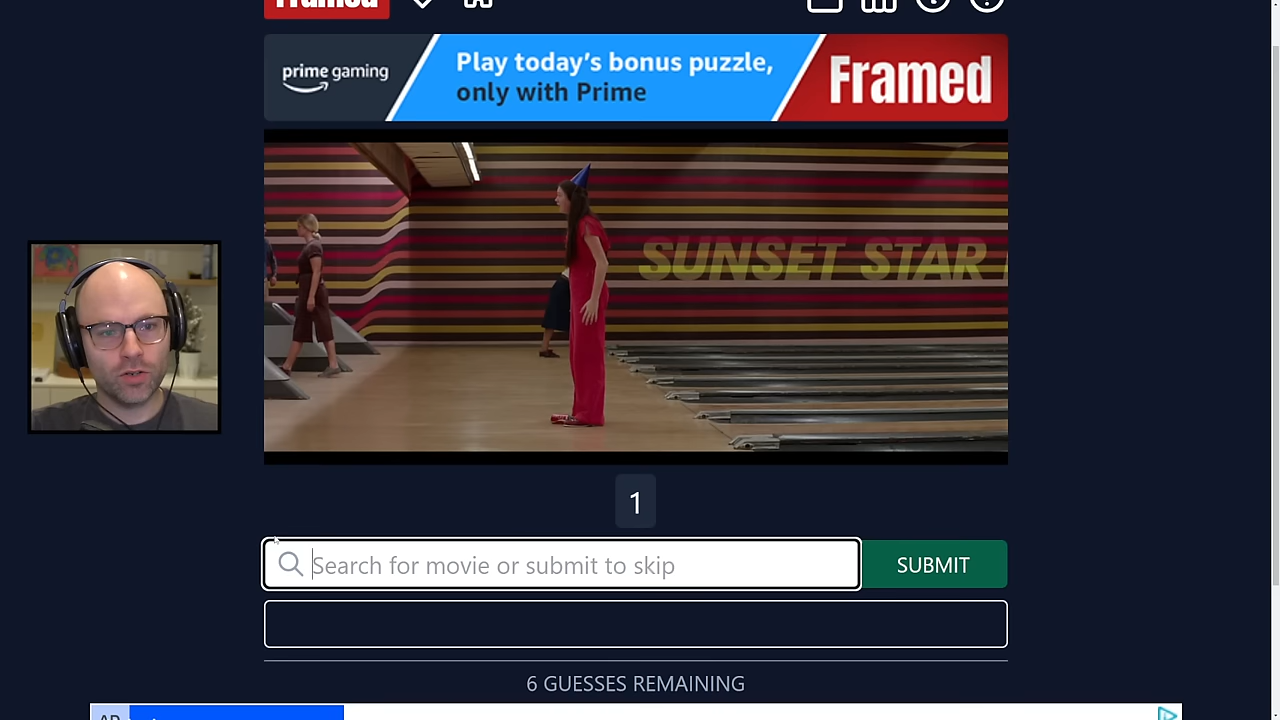 Framed
prime gaming
Play today's bonus puzzle,
only with Prime
Framed
SUNSET STAR
1
Search for movie or submit to skip
SUBMIT
6 GUESSES REMAINING
AD